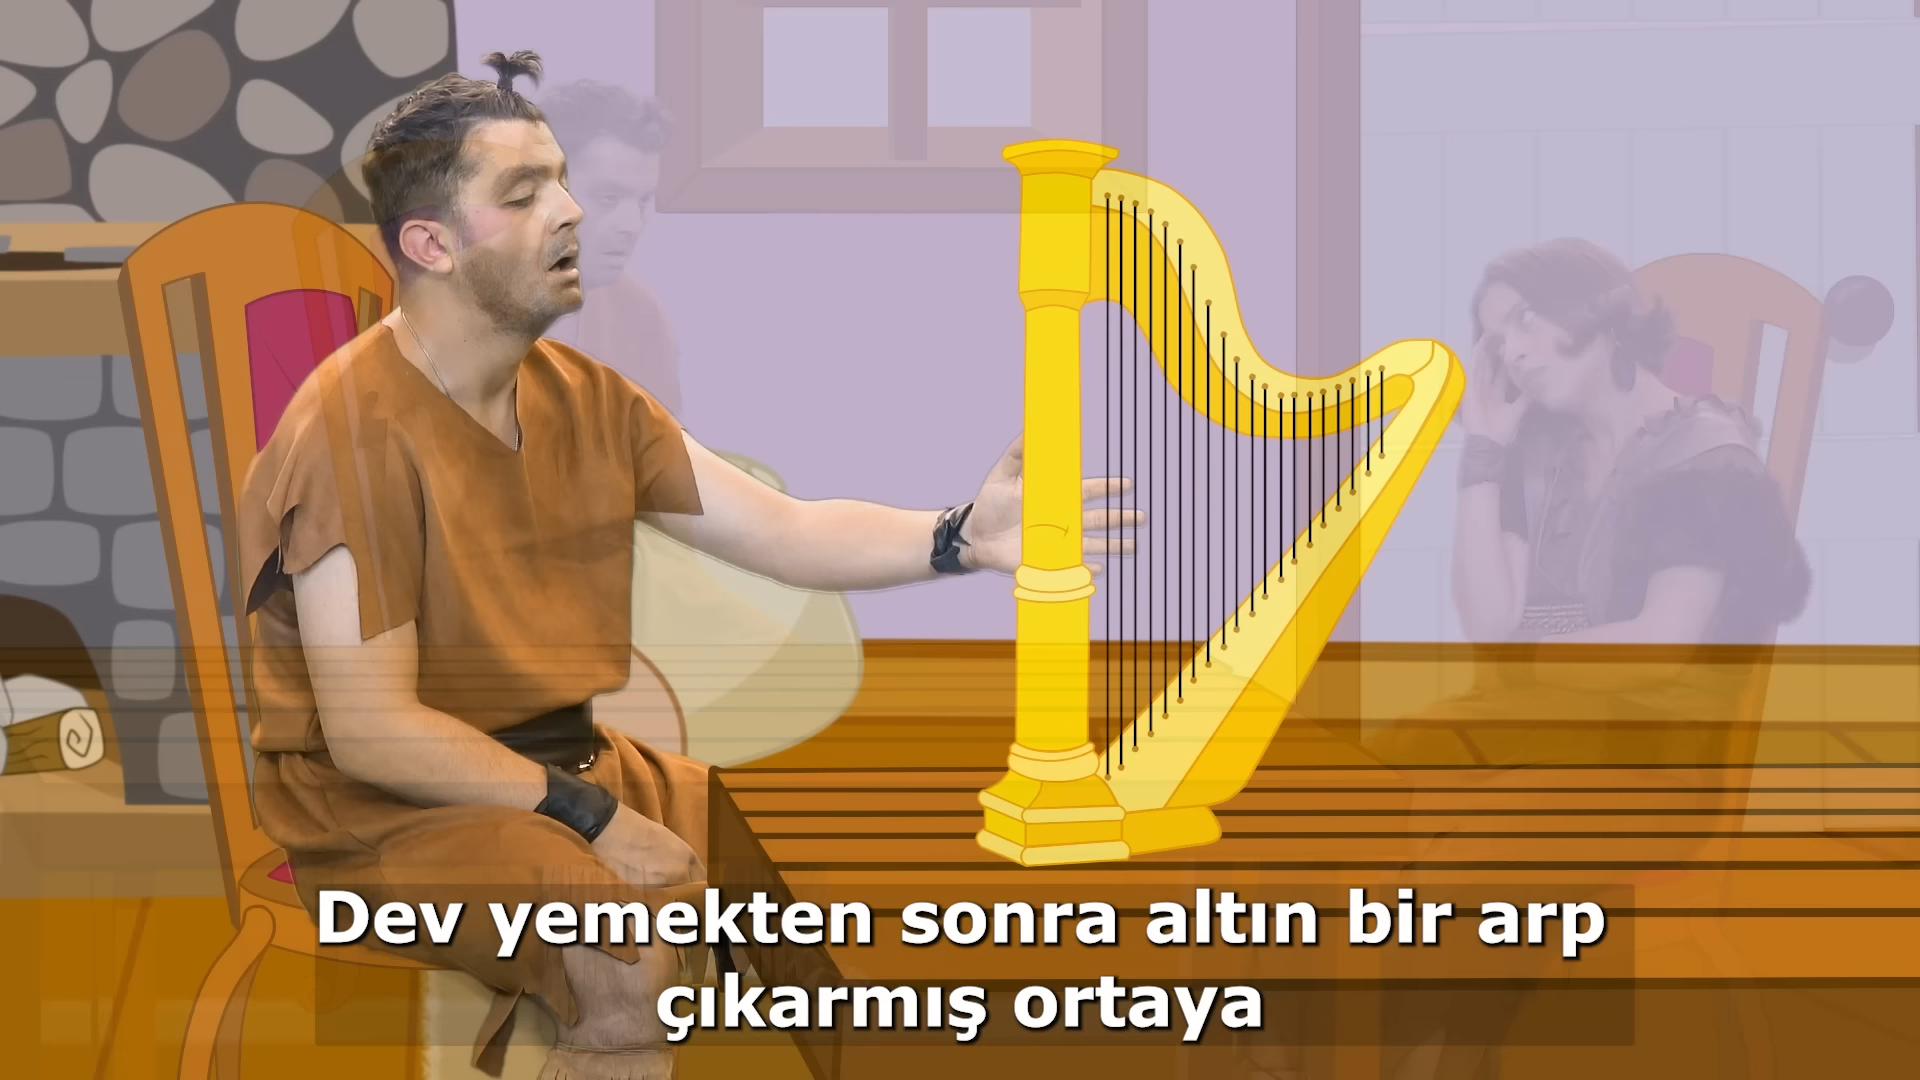 Dev yemekten sonra altın bir arp
çıkarmış ortaya